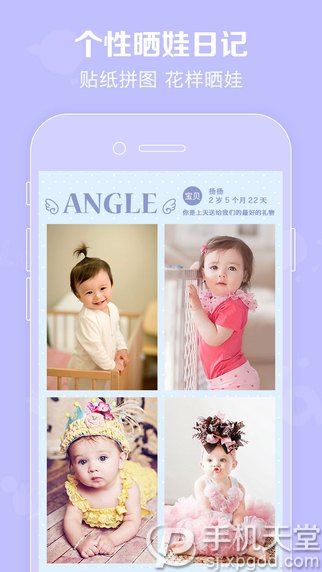 个性晒娃日记
贴纸拼图 花样晒娃
ANGLE
宝贝
扬扬
2 岁 5 个月 22 天
你是上天送给我们的最好的礼物
手机天堂
sj.xpgod.com